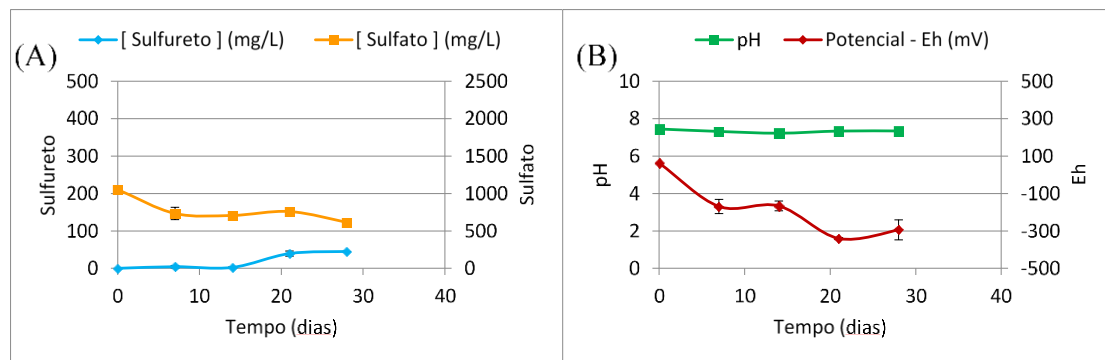 (A)
[ Sulfureto ] (mg/L) [ Sulfato ] (mg/L)
500 2500
400 2000
300 1500
200 1000
100 500
0 0
Sulfureto
Sulfato
0 10 20 30 40
Tempo (dias)
(B)
pH Potencial - Eh (mV)
10 500
8 300
6 100
4 -100
2 -300
0 -500
pH
Eh
0 10 20 30 40
Tempo (dias)